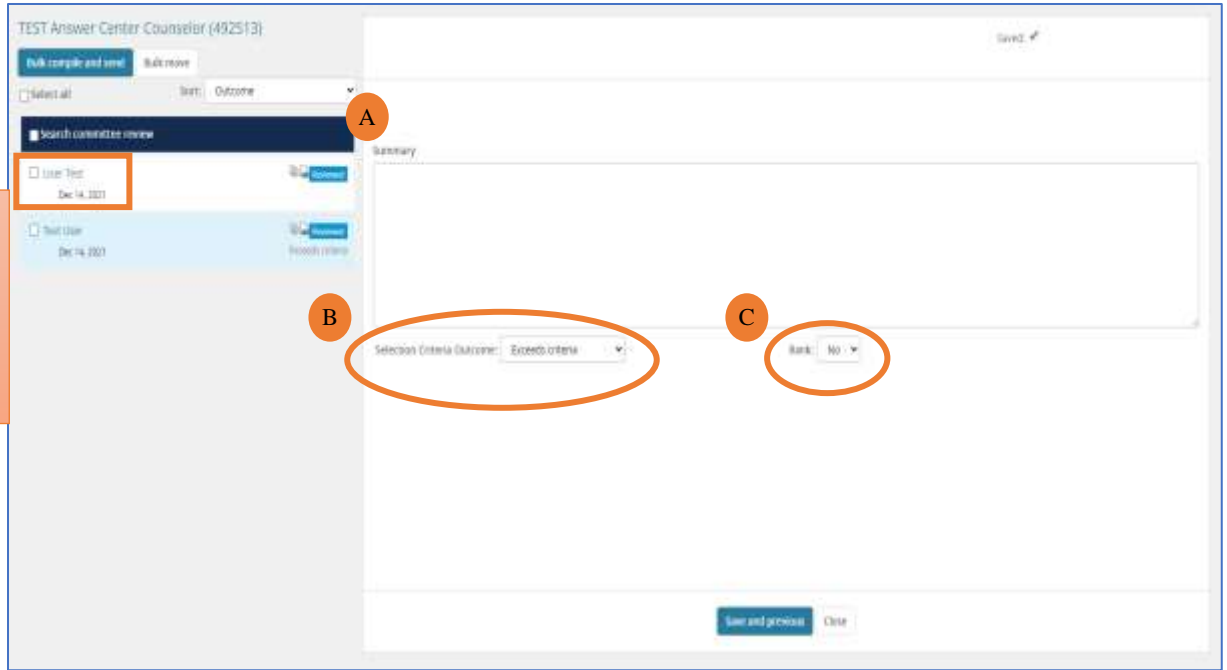 TEST Answer Center Counselor (492513)
Saved: ✔
Bulk compile and send Bulk move
Select all Sort: Outcome
A
Search committee review
Summary
User Test Reviewed
Dec 14, 2021
Test User Reviewed
Dec 14, 2021 Exceeds criteria
B C
Selection Criteria Outcome: Exceeds criteria Rank: No
Save and previous Close